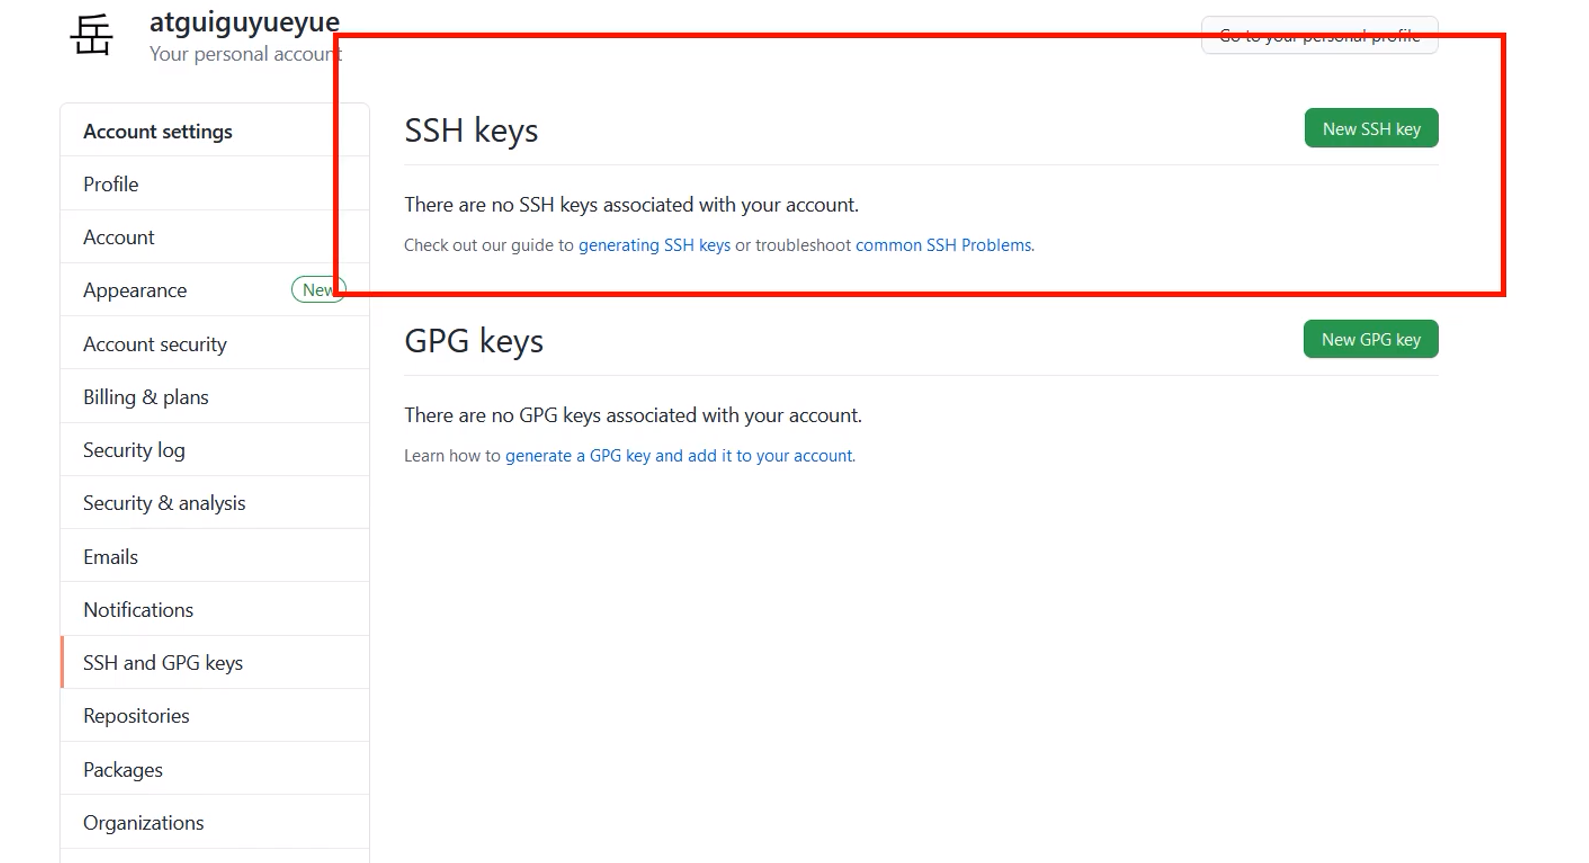 岳
atguiguyueyue
Your personal account
Go to your personal profile
Account settings
Profile
Account
Appearance New
Account security
Billing & plans
Security log
Security & analysis
Emails
Notifications
SSH and GPG keys
Repositories
Packages
Organizations
SSH keys
New SSH key
There are no SSH keys associated with your account.
Check out our guide to generating SSH keys or troubleshoot common SSH Problems.
GPG keys
New GPG key
There are no GPG keys associated with your account.
Learn how to generate a GPG key and add it to your account.